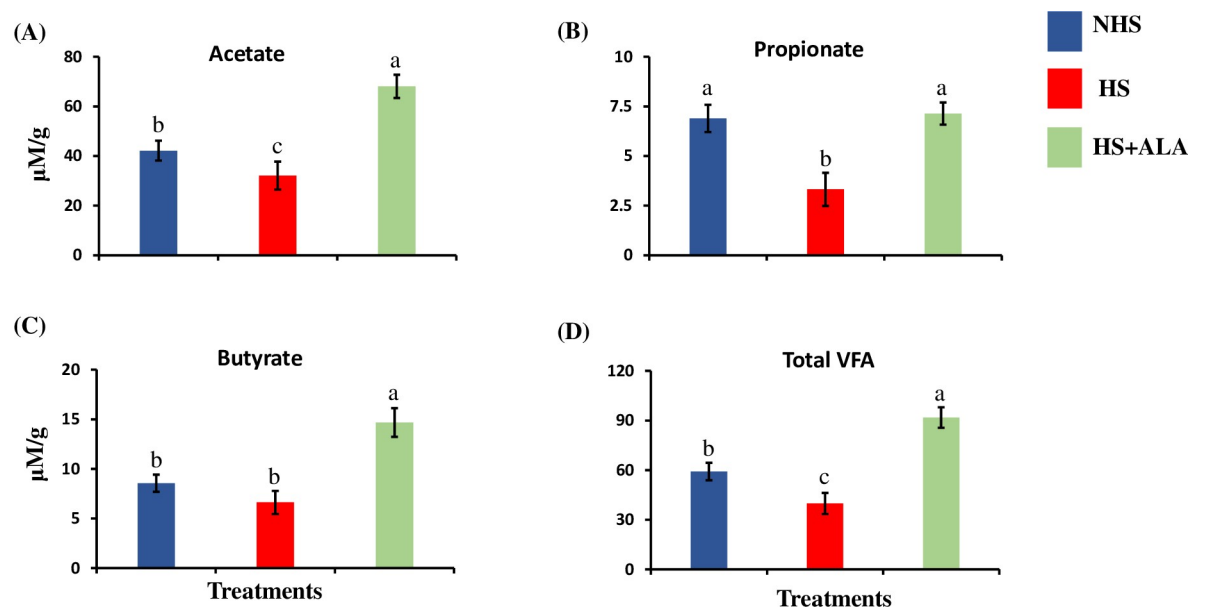 (A)
Acetate
80
60
40
20
0
µM/g
b
c
a
(B)
Propionate
10
7.5
5
2.5
0
a
b
a
NHS
HS
HS+ALA
(C)
Butyrate
20
15
10
5
0
µM/g
b
b
a
Treatments
(D)
Total VFA
120
90
60
30
0
b
c
a
Treatments